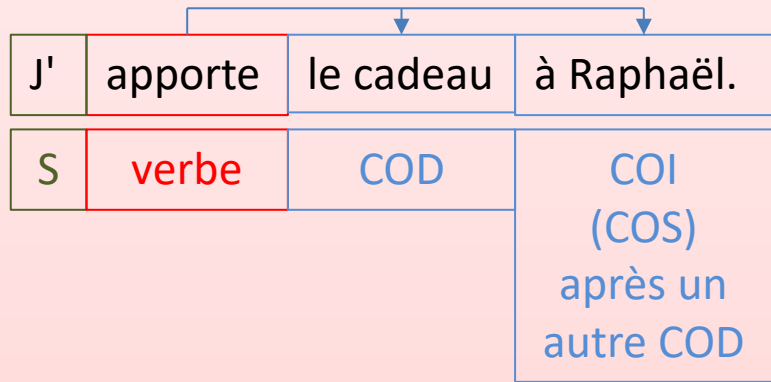 J' apporte le cadeau à Raphaël.
S verbe COD COI
(COS)
après un
autre COD